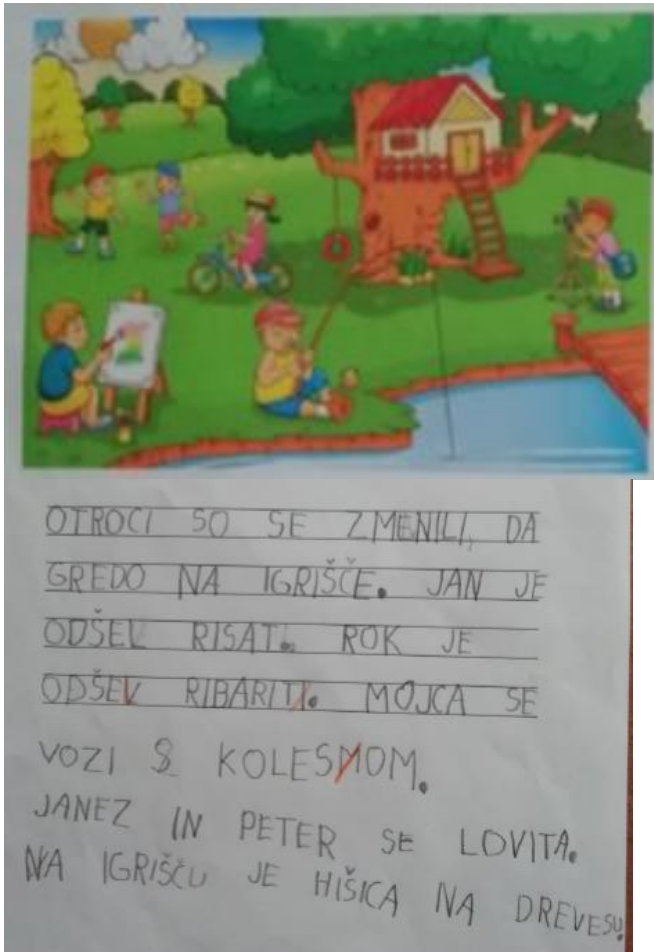 OTROCI SO SE ZMENILI, DA
GREDO NA IGRIŠČE. JAN JE
ODŠEL RISAT. ROK JE
ODŠEV RIBARITI. MOJCA SE
VOZI S KOLESMOM.
JANEZ IN PETER SE LOVITA.
NA IGRIŠČU JE HIŠICA NA DREVESU.